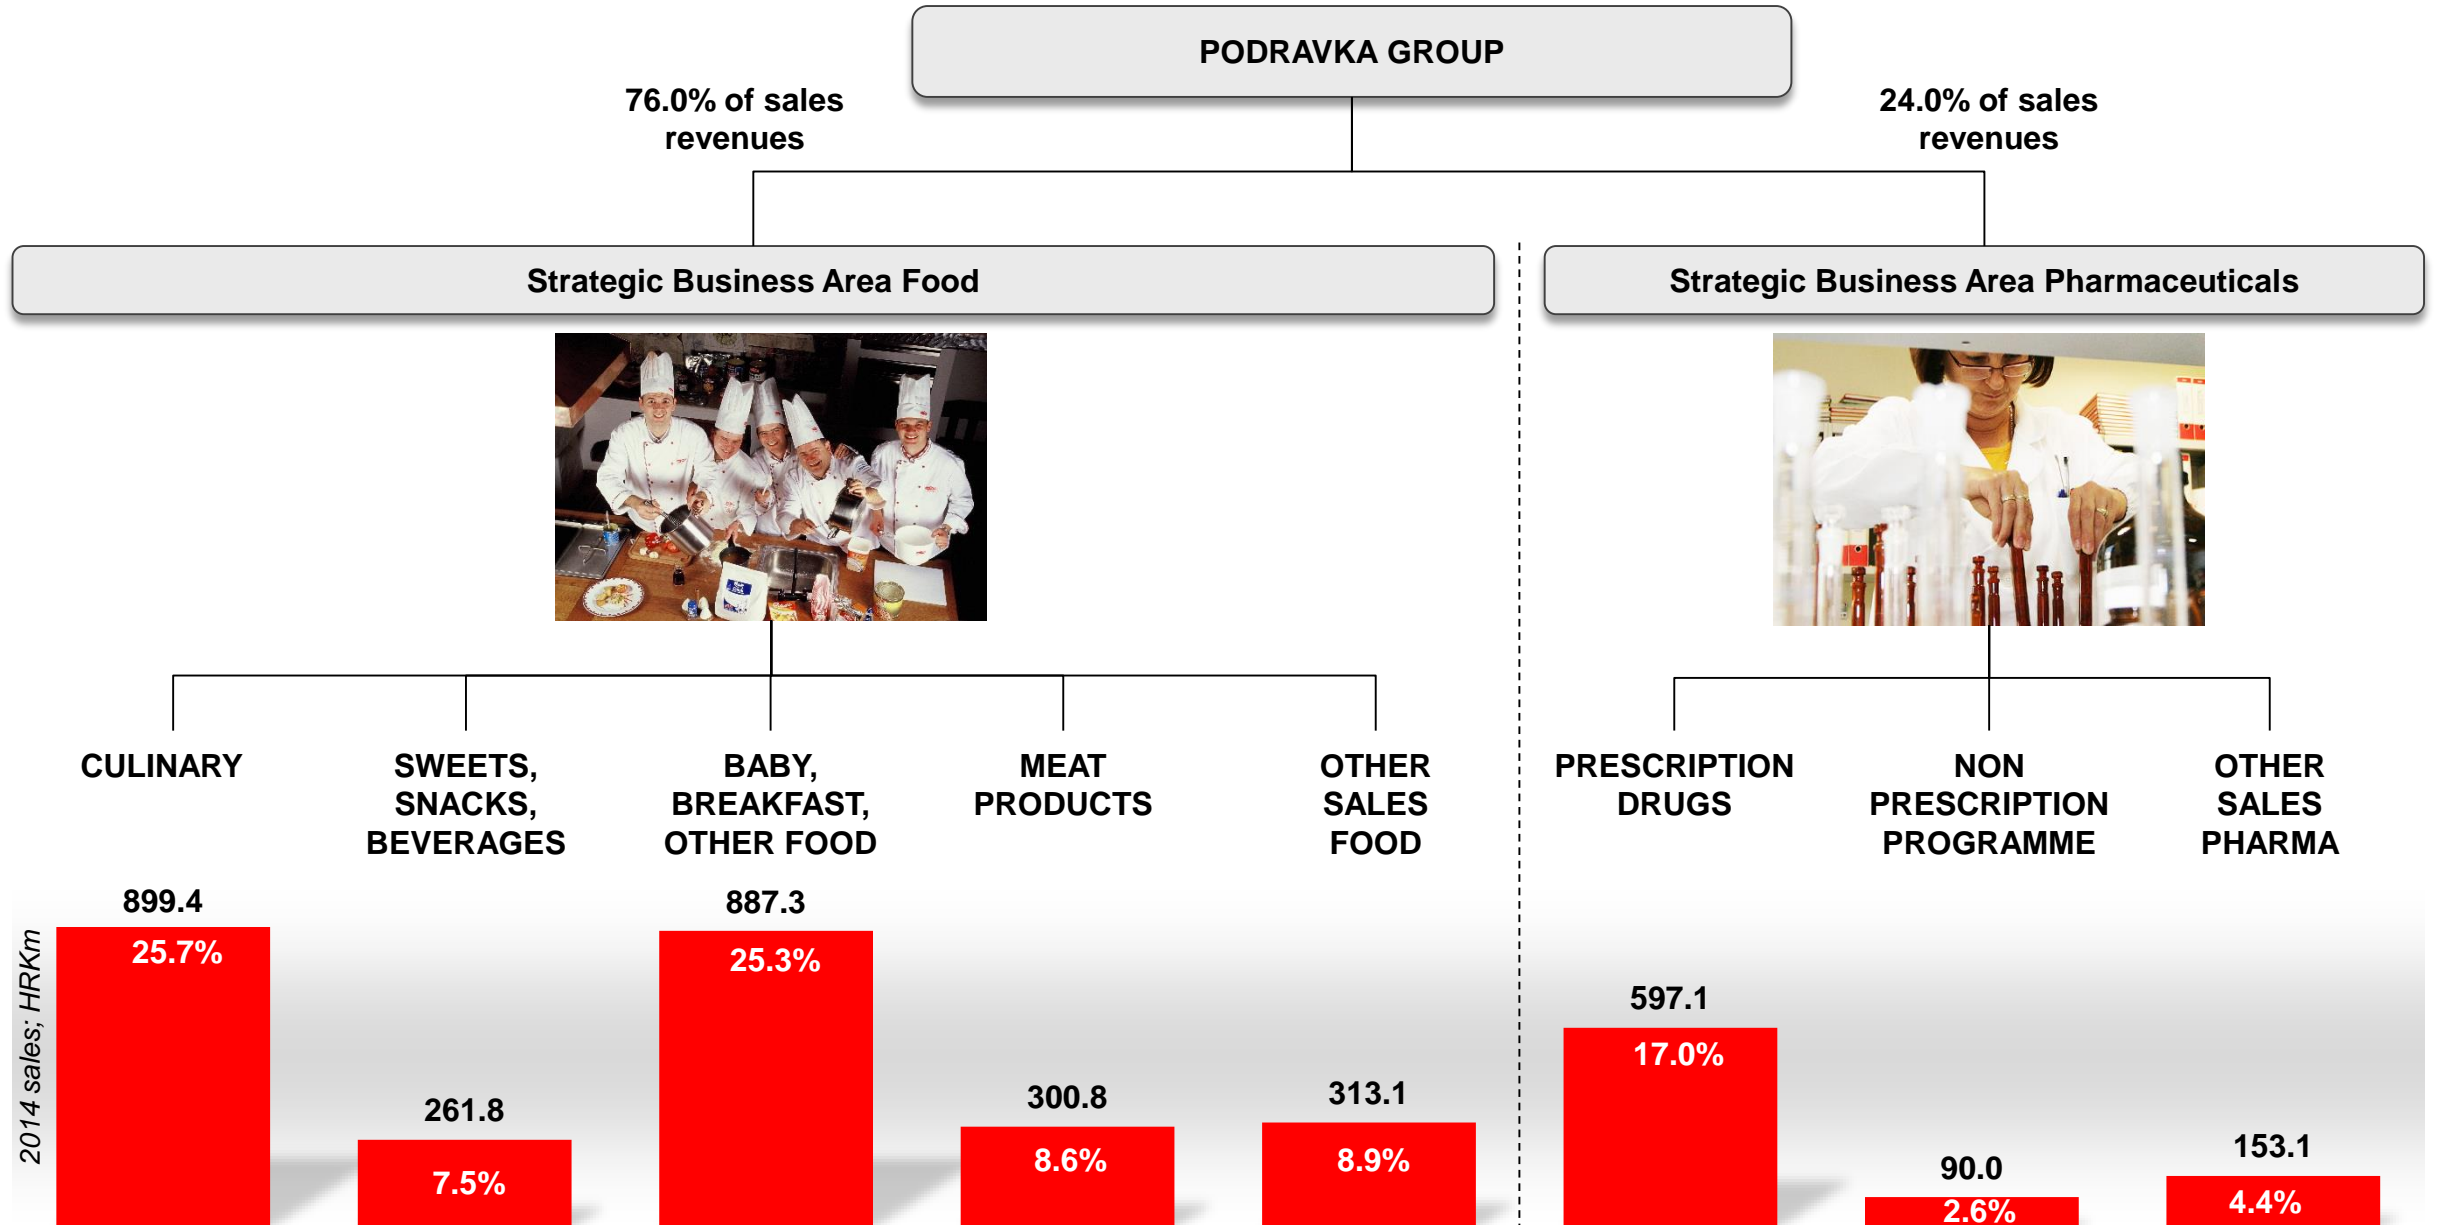 PODRAVKA GROUP
76.0% of sales
revenues
24.0% of sales
revenues
Strategic Business Area Food
Strategic Business Area Pharmaceuticals
CULINARY
SWEETS,
SNACKS,
BEVERAGES
BABY,
BREAKFAST,
OTHER FOOD
MEAT
PRODUCTS
OTHER
SALES
FOOD
PRESCRIPTION
DRUGS
NON
PRESCRIPTION
PROGRAMME
OTHER
SALES
PHARMA
2014 sales; HRKm
899.4
25.7%
261.8
7.5%
887.3
25.3%
300.8
8.6%
313.1
8.9%
597.1
17.0%
90.0
2.6%
153.1
4.4%